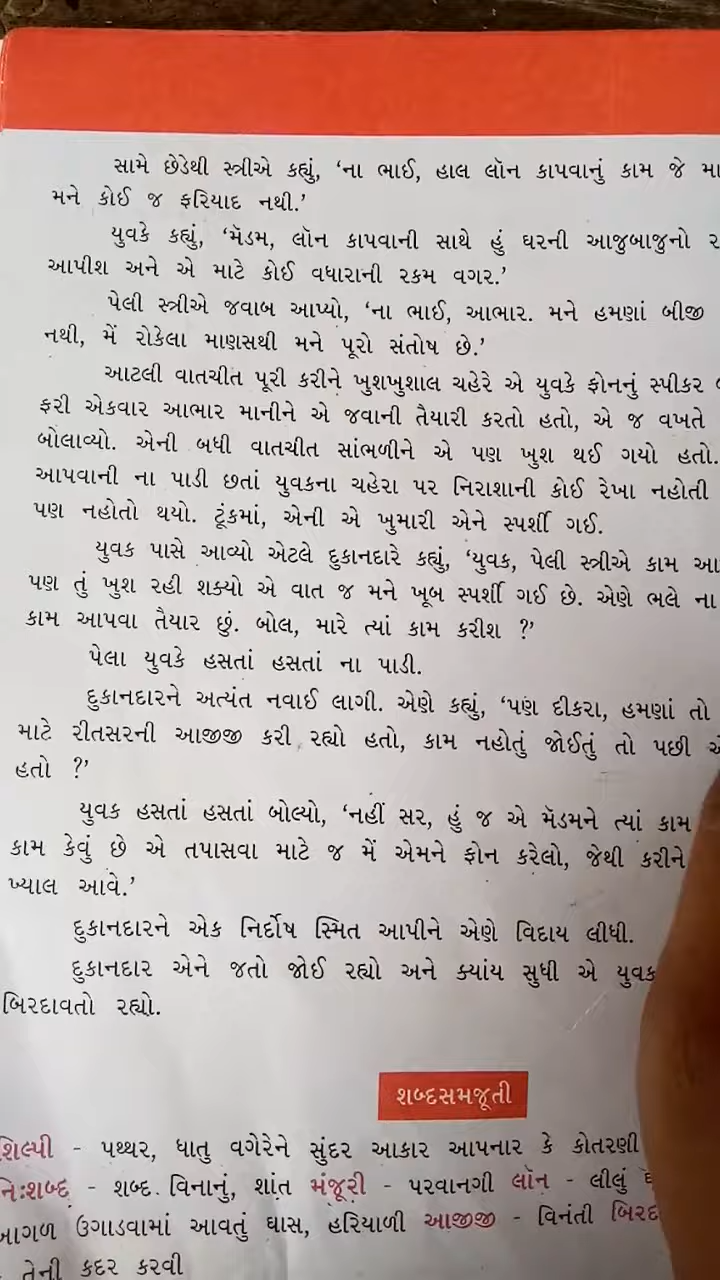 સામે છેડેથી સ્ત્રીએ કહ્યું, ‘ના ભાઈ, હાલ લૉન કાપવાનું કામ જે
મને કોઈ જ ફરિયાદ નથી.’
યુવકે કહ્યું, ‘મૅડમ, લૉન કાપવાની સાથે હું ઘરની આજુબાજુનો
આપીશ અને એ માટે કોઈ વધારાની રકમ વગર.’
પેલી સ્ત્રીએ જવાબ આપ્યો, ‘ના ભાઈ, આભાર. મને હમણાં બીજી
નથી, મેં રોકેલા માણસથી મને પૂરો સંતોષ છે.’
આટલી વાતચીત પૂરી કરીને ખુશખુશાલ ચહેરે એ યુવકે ફોનનું સ્પીકર
ફરી એકવાર આભાર માનીને એ જવાની તૈયારી કરતો હતો, એ જ વખતે
બોલાવ્યો. એની બધી વાતચીત સાંભળીને એ પણ ખુશ થઈ ગયો હતો.
આપવાની ના પાડી છતાં યુવકના ચહેરા પર નિરાશાની કોઈ રેખા નહોતી
પણ નહોતો થયો. ટૂંકમાં, એની એ ખુમારી એને સ્પર્શી ગઈ.
યુવક પાસે આવ્યો એટલે દુકાનદારે કહ્યું, ‘યુવક, પેલી સ્ત્રીએ કામ
પણ તું ખુશ રહી શક્યો એ વાત જ મને ખૂબ સ્પર્શી ગઈ છે. એણે ભલે ના
કામ આપવા તૈયાર છું. બોલ, મારે ત્યાં કામ કરીશ ?’
પેલા યુવકે હસતાં હસતાં ના પાડી.
દુકાનદારને અત્યંત નવાઈ લાગી. એણે કહ્યું, ‘પણ દીકરા, હમણાં તો
માટે રીતસરની આજીજી કરી રહ્યો હતો, કામ નહોતું જોઈતું તો પછી
હતો ?’
યુવક હસતાં હસતાં બોલ્યો, ‘નહીં સર, હું જ એ મૅડમને ત્યાં કામ
કામ કેવું છે એ તપાસવા માટે જ મેં એમને ફોન કરેલો, જેથી કરીને
ખ્યાલ આવે.’
દુકાનદારને એક નિર્દોષ સ્મિત આપીને એણે વિદાય લીધી.
દુકાનદાર એને જતો જોઈ રહ્યો અને ક્યાંય સુધી એ યુવક
બિરદાવતો રહ્યો.
શબ્દસમજૂતી
શિલ્પી - પથ્થર, ધાતુ વગેરેને સુંદર આકાર આપનાર કે કોતરણી
નિઃશબ્દ - શબ્દ વિનાનું, શાંત મંજૂરી - પરવાનગી લૉન - લીલું
આગળ ઉગાડવામાં આવતું ઘાસ, હરિયાળી આજીજી - વિનંતી
તેની કદર કરવી